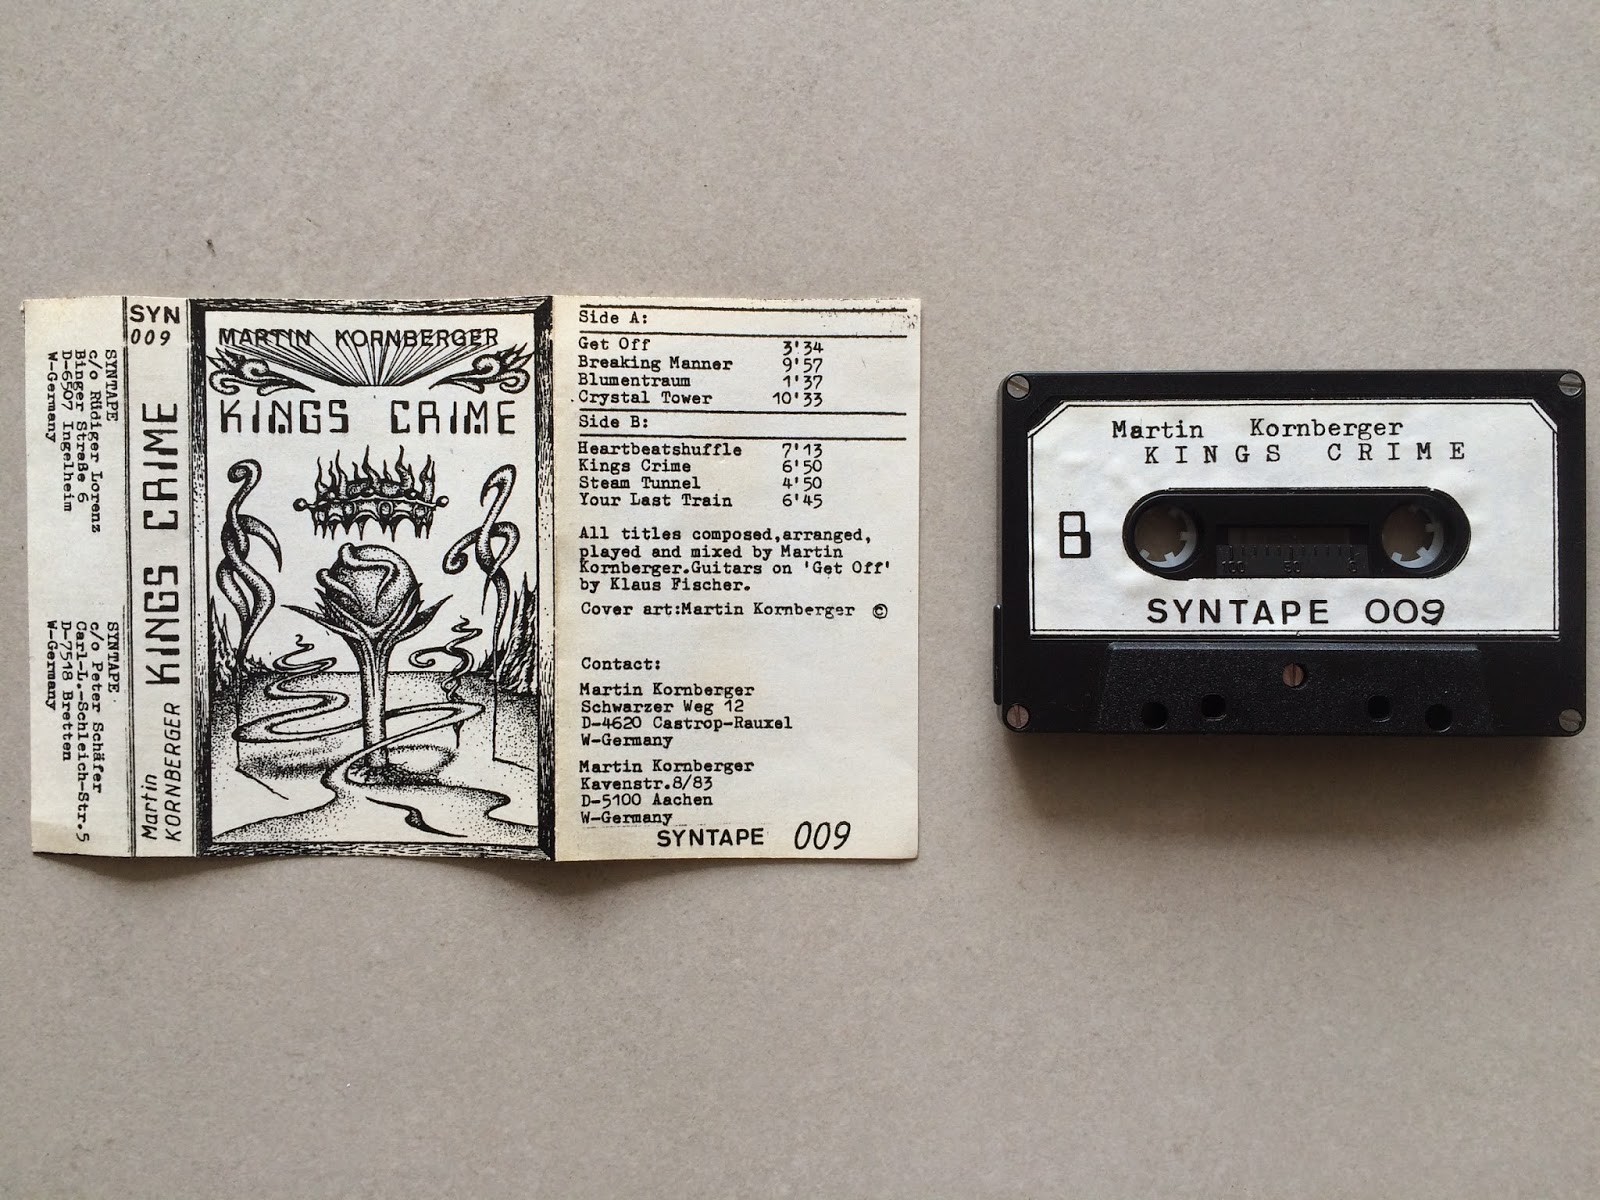 SYNTAPE
c/o Rüdiger Lorenz
Binger Straße 6
D-6507 Ingelheim
W-Germany
SYNTAPE
c/o Peter Schäfer
Carl-L.-Schleich-Str.5
D-7518 Bretten
W-Germany
SYN
009
Martin
KORNBERGER KINGS CRIME
MARTIN KORNBERGER
KINGS CRIME
Side A:
Get Off 3'34
Breaking Manner 9'57
Blumentraum 1'37
Crystal Tower 10'33
Side B:
Heartbeatshuffle 7'13
Kings Crime 6'50
Steam Tunnel 4'50
Your Last Train 6'45
All titles composed,arranged,
played and mixed by Martin
Kornberger.Guitars on 'Get Off'
by Klaus Fischer.
Cover art:Martin Kornberger ©
Contact:
Martin Kornberger
Schwarzer Weg 12
D-4620 Castrop-Rauxel
W-Germany
Martin Kornberger
Kavenstr.8/83
D-5100 Aachen
W-Germany
SYNTAPE 009
Martin Kornberger
KINGS CRIME
B
100 50 0
SYNTAPE 009